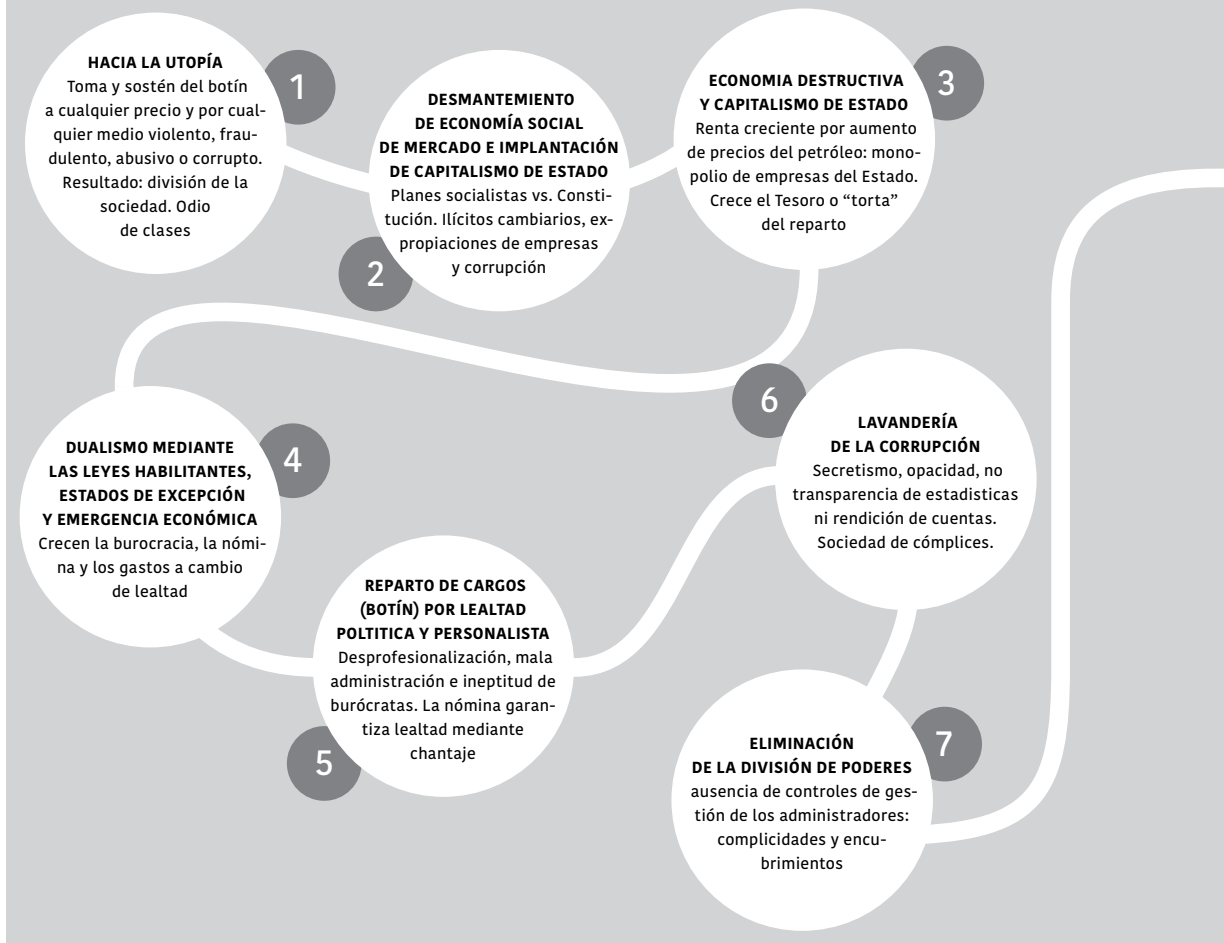 1
HACIA LA UTOPÍA
Toma y sostén del botín
a cualquier precio y por cual-
quier medio violento, frau-
dulento, abusivo o corrupto.
Resultado: división de la
sociedad. Odio
de clases
2
DESMANTEMIENTO
DE ECONOMÍA SOCIAL
DE MERCADO E IMPLANTACIÓN
DE CAPITALISMO DE ESTADO
Planes socialistas vs. Consti-
tución. Ilícitos cambiarios, ex-
propiaciones de empresas
y corrupción
3
ECONOMIA DESTRUCTIVA
Y CAPITALISMO DE ESTADO
Renta creciente por aumento
de precios del petróleo: mono-
polio de empresas del Estado.
Crece el Tesoro o “torta”
del reparto
4
DUALISMO MEDIANTE
LAS LEYES HABILITANTES,
ESTADOS DE EXCEPCIÓN
Y EMERGENCIA ECONÓMICA
Crecen la burocracia, la nómi-
na y los gastos a cambio
de lealtad
5
REPARTO DE CARGOS
(BOTÍN) POR LEALTAD
POLTITICA Y PERSONALISTA
Desprofesionalización, mala
administración e ineptitud de
burócratas. La nómina garan-
tiza lealtad mediante
chantaje
6
LAVANDERÍA
DE LA CORRUPCIÓN
Secretismo, opacidad, no
transparencia de estadisticas
ni rendición de cuentas.
Sociedad de cómplices.
7
ELIMINACIÓN
DE LA DIVISIÓN DE PODERES
ausencia de controles de ges-
tión de los administradores:
complicidades y encu-
brimientos